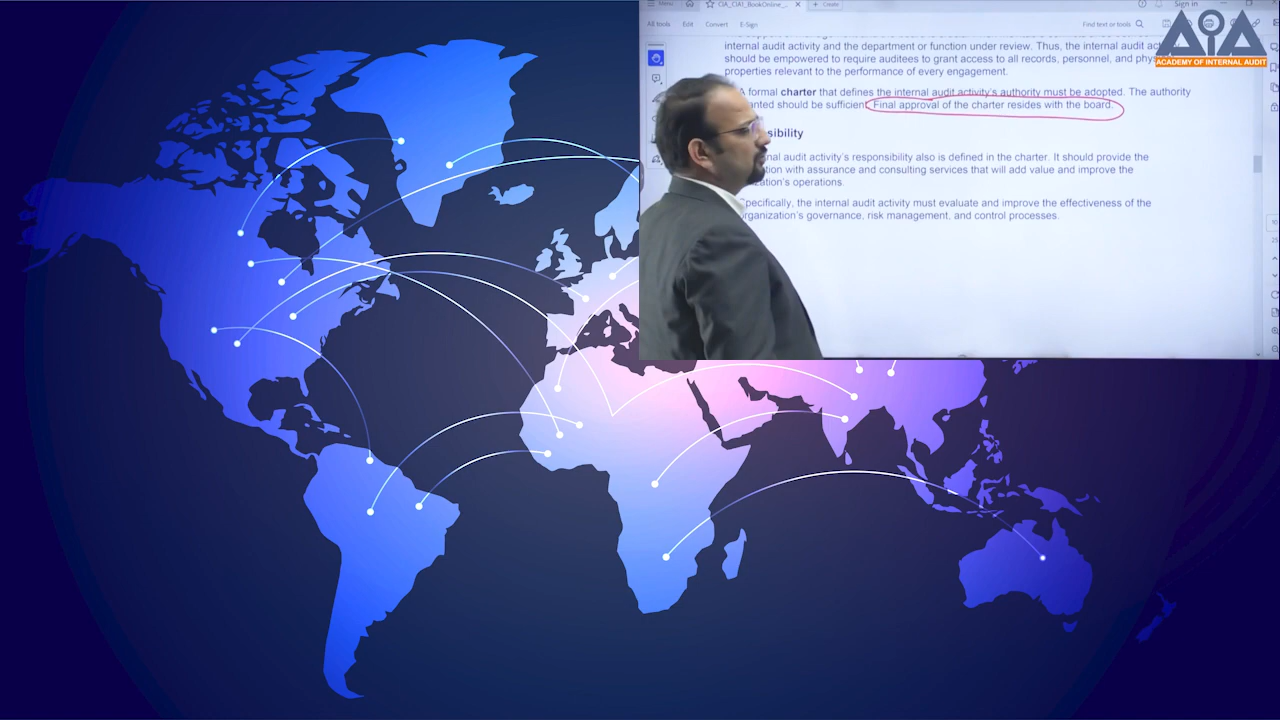 Menu
CIA_CIA1_BookOnline_...
Create
Sign in
All tools
Edit
Convert
E-Sign
Find text or tools
AIA
ACADEMY OF INTERNAL AUDIT
internal audit activity and the department or function under review. Thus, the internal audit
should be empowered to require auditees to grant access to all records, personnel, and
properties relevant to the performance of every engagement.
A formal charter that defines the internal audit activity's authority must be adopted. The authority
should be sufficient. Final approval of the charter resides with the board.
audit activity's responsibility also is defined in the charter. It should provide the
with assurance and consulting services that will add value and improve the
operations.
Specifically, the internal audit activity must evaluate and improve the effectiveness of the
organization's governance, risk management, and control processes.